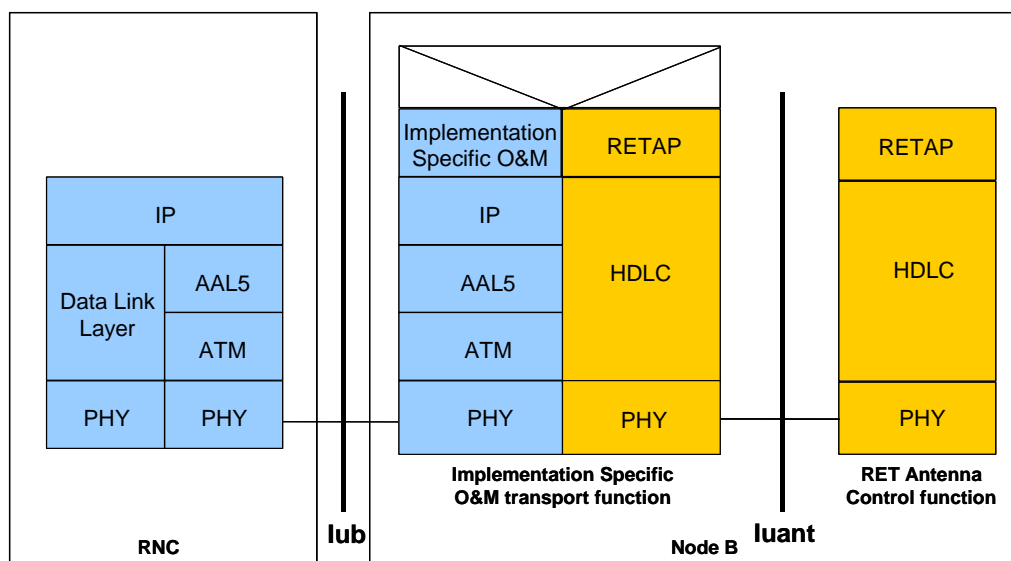 Implementation
Specific O&M
RETAP
RETAP
IP
IP
HDLC
HDLC
Data Link
Layer
AAL5
AAL5
ATM
ATM
PHY
PHY
PHY
PHY
PHY
Implementation Specific
O&M transport function
RET Antenna
Control function
Iub
Iuant
RNC
Node B